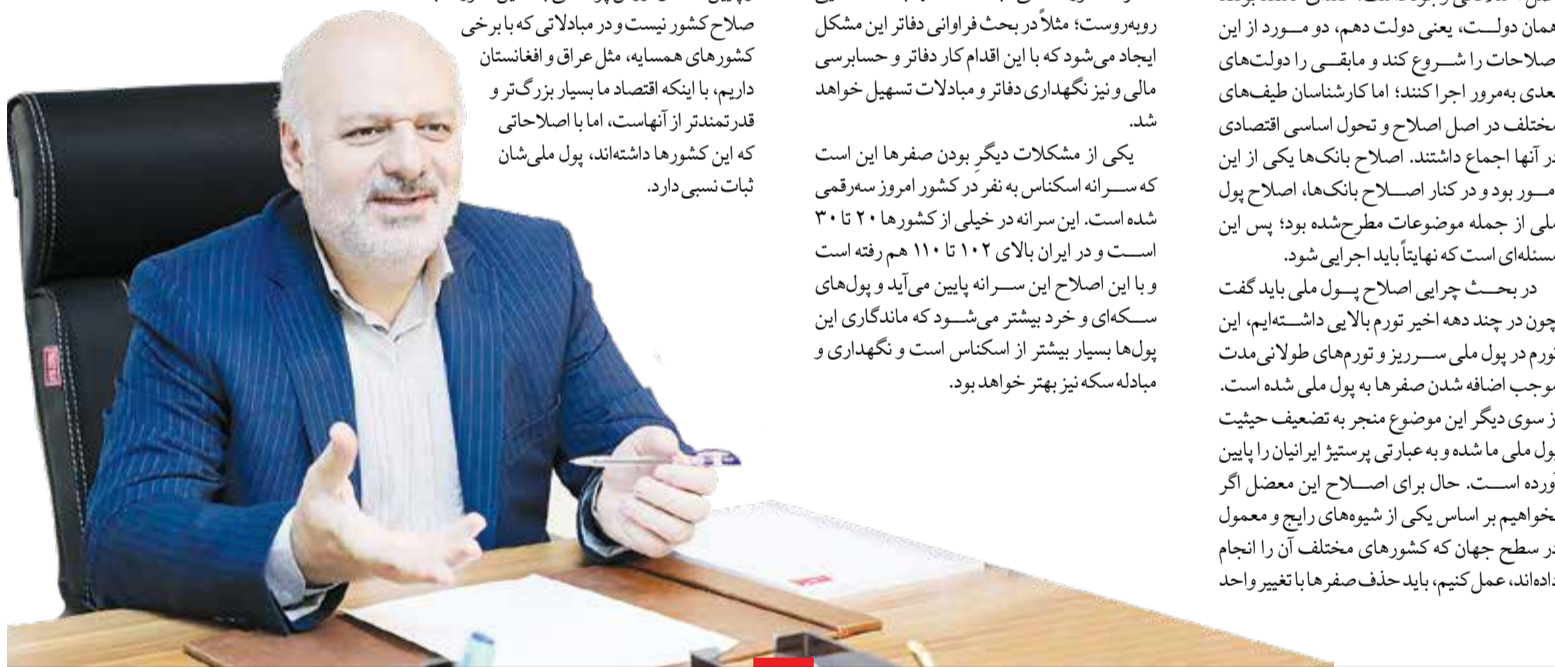 همان دولت، یعنی دولت دهم، دو مورد از این
اصلاحات را شروع کند و مابقی را دولت‌های
بعدی به‌مرور اجرا کنند؛ اما کارشناسان طیف‌های
مختلف در اصل اصلاح و تحول اساسی اقتصادی
در آنها اجماع داشتند. اصلاح بانک‌ها یکی از این
امور بود و در کنار اصلاح بانک‌ها، اصلاح پول
ملی از جمله موضوعات مطرح‌شده بود؛ پس این
مسئله‌ای است که نهایتاً باید اجرایی شود.
در بحث چرایی اصلاح پول ملی باید گفت
چون در چند دهه اخیر تورم بالایی داشته‌ایم، این
تورم در پول ملی سرریز و تورم‌های طولانی‌مدت
موجب اضافه شدن صفرها به پول ملی شده است.
از سوی دیگر این موضوع منجر به تضعیف حیثیت
پول ملی ما شده و به عبارتی پرستیژ ایرانیان را پایین
آورده است. حال برای اصلاح این معضل اگر
بخواهیم بر اساس یکی از شیوه‌های رایج و معمول
در سطح جهان که کشورهای مختلف آن را انجام
داده‌اند، عمل کنیم، باید حذف صفرها با تغییر واحد
روبه‌روست؛ مثلاً در بحث فراوانی دفاتر این مشکل
ایجاد می‌شود که با این اقدام کار دفاتر و حسابرسی
مالی و نیز نگهداری دفاتر و مبادلات تسهیل خواهد
شد.
یکی از مشکلات دیگرِ بودن صفرها این است
که سرانه اسکناس به نفر در کشور امروز سه‌رقمی
شده است. این سرانه در خیلی از کشورها ۲۰ تا ۳۰
است و در ایران بالای ۱۰۲ تا ۱۱۰ هم رفته است
و با این اصلاح این سرانه پایین می‌آید و پول‌های
سکه‌ای و خرد بیشتر می‌شود که ماندگاری این
پول‌ها بسیار بیشتر از اسکناس است و نگهداری و
مبادله سکه نیز بهتر خواهد بود.
صلاح کشور نیست و در مبادلاتی که با برخی
کشورهای همسایه، مثل عراق و افغانستان
داریم، با اینکه اقتصاد ما بسیار بزرگ‌تر و
قدرتمندتر از آنهاست، اما با اصلاحاتی
که این کشورها داشته‌اند، پول ملی‌شان
ثبات نسبی دارد.